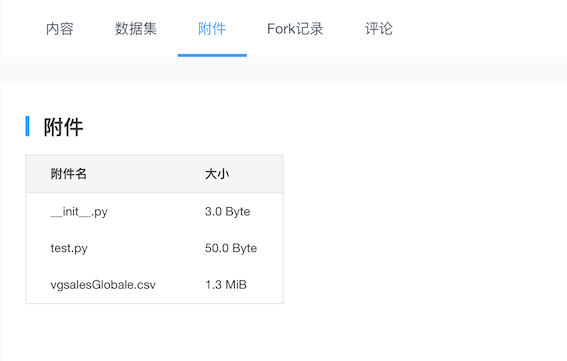 内容 数据集 附件 Fork记录 评论
附件
附件名 大小
__init__.py 3.0 Byte
test.py 50.0 Byte
vgsalesGlobale.csv 1.3 MiB